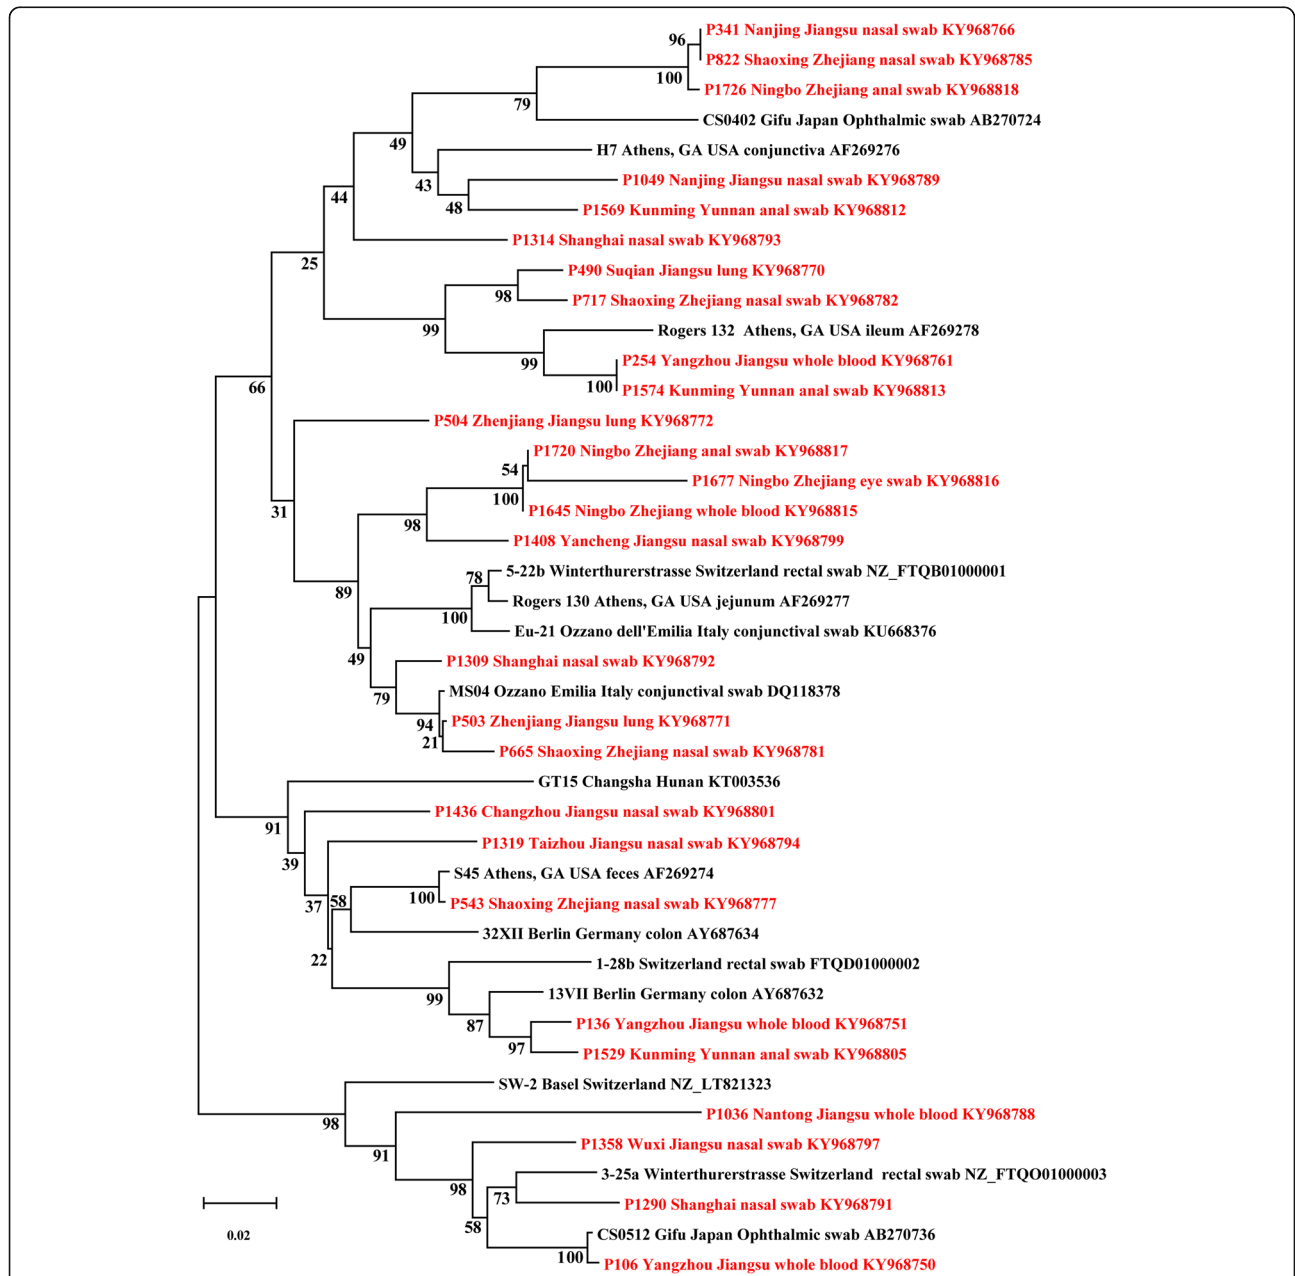 P341 Nanjing Jiangsu nasal swab KY968766
96
P822 Shaoxing Zhejiang nasal swab KY968785
100
P1726 Ningbo Zhejiang anal swab KY968818
79
CS0402 Gifu Japan Ophthalmic swab AB270724
49
H7 Athens, GA USA conjunctiva AF269276
P1049 Nanjing Jiangsu nasal swab KY968789
43
44
48
P1569 Kunming Yunnan anal swab KY968812
P1314 Shanghai nasal swab KY968793
25
P490 Suqian Jiangsu lung KY968770
98
P717 Shaoxing Zhejiang nasal swab KY968782
99
Rogers 132 Athens, GA USA ileum AF269278
99
P254 Yangzhou Jiangsu whole blood KY968761
66
100
P1574 Kunming Yunnan anal swab KY968813
P504 Zhenjiang Jiangsu lung KY968772
P1720 Ningbo Zhejiang anal swab KY968817
54
P1677 Ningbo Zhejiang eye swab KY968816
100
31
P1645 Ningbo Zhejiang whole blood KY968815
98
P1408 Yancheng Jiangsu nasal swab KY968799
5-22b Winterthurerstrasse Switzerland rectal swab NZ_FTQB01000001
78
89
Rogers 130 Athens, GA USA jejunum AF269277
100
Eu-21 Ozzano dell'Emilia Italy conjunctival swab KU668376
49
P1309 Shanghai nasal swab KY968792
79
MS04 Ozzano Emilia Italy conjunctival swab DQ118378
94
P503 Zhenjiang Jiangsu lung KY968771
21
P665 Shaoxing Zhejiang nasal swab KY968781
GT15 Changsha Hunan KT003536
91
P1436 Changzhou Jiangsu nasal swab KY968801
P1319 Taizhou Jiangsu nasal swab KY968794
39
S45 Athens, GA USA feces AF269274
100
37
58
P543 Shaoxing Zhejiang nasal swab KY968777
32XII Berlin Germany colon AY687634
22
1-28b Switzerland rectal swab FTQD01000002
99
13VII Berlin Germany colon AY687632
87
P136 Yangzhou Jiangsu whole blood KY968751
97
P1529 Kunming Yunnan anal swab KY968805
SW-2 Basel Switzerland NZ_LT821323
98
P1036 Nantong Jiangsu whole blood KY968788
91
P1358 Wuxi Jiangsu nasal swab KY968797
3-25a Winterthurerstrasse Switzerland rectal swab NZ_FTQO01000003
98
73
P1290 Shanghai nasal swab KY968791
58
CS0512 Gifu Japan Ophthalmic swab AB270736
0.02
100
P106 Yangzhou Jiangsu whole blood KY968750